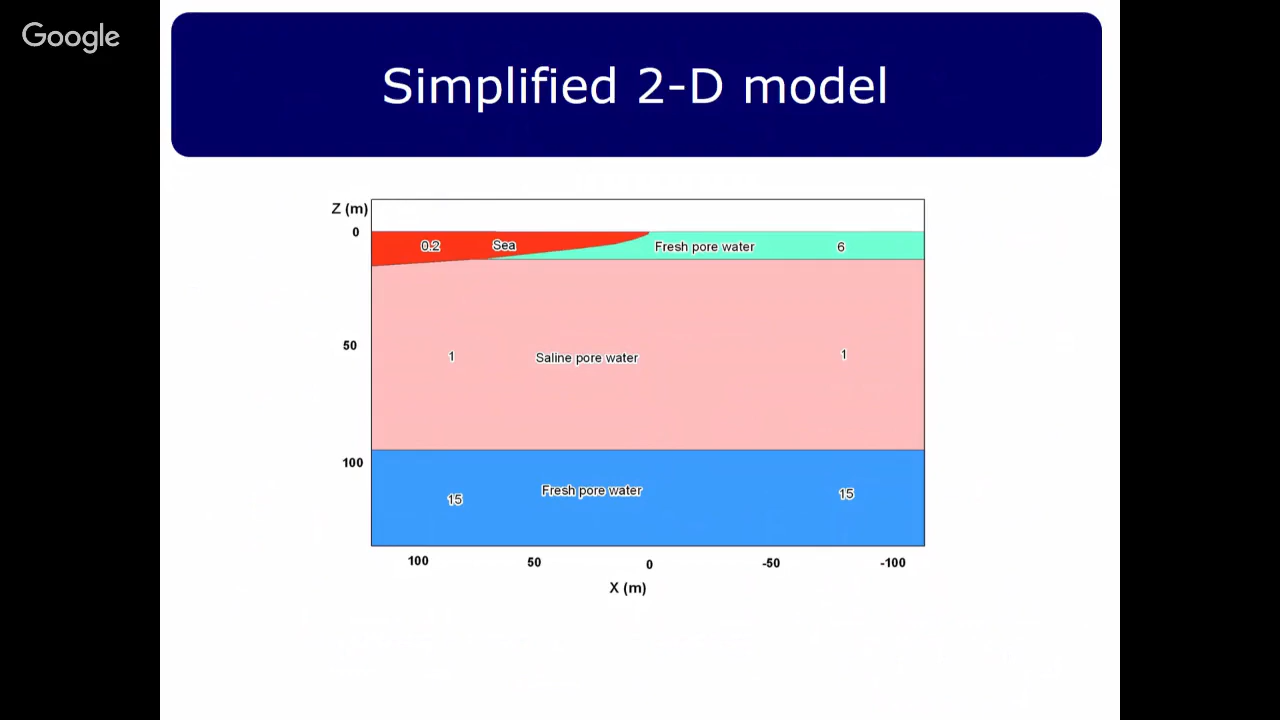 Google
Simplified 2-D model
Z (m)
0
0.2 Sea Fresh pore water 6
50
1 Saline pore water 1
100
15 Fresh pore water 15
100 50 0 -50 -100
X (m)